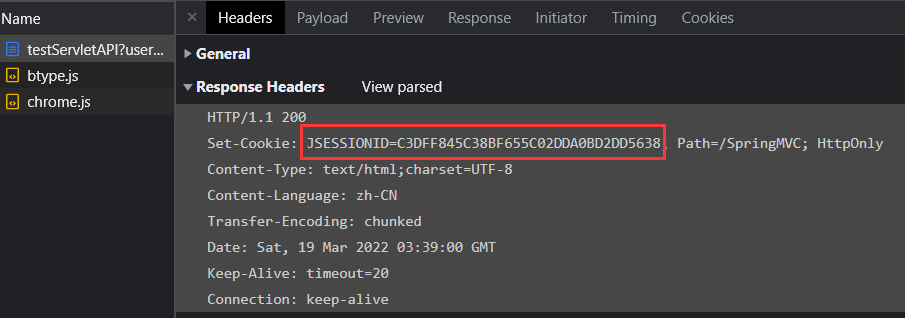 Name
Headers Payload Preview Response Initiator Timing Cookies
testServletAPI?user...
btype.js
chrome.js
General
Response Headers View parsed
HTTP/1.1 200
Set-Cookie: JSESSIONID=C3DFF845C38BF655C02DDA0BD2DD5638; Path=/SpringMVC; HttpOnly
Content-Type: text/html;charset=UTF-8
Content-Language: zh-CN
Transfer-Encoding: chunked
Date: Sat, 19 Mar 2022 03:39:00 GMT
Keep-Alive: timeout=20
Connection: keep-alive